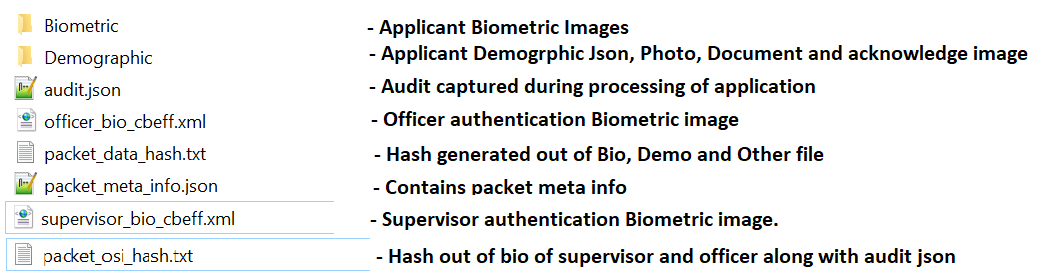 Biometric - Applicant Biometric Images
Demographic - Applicant Demogrphic Json, Photo, Document and acknowledge image
audit.json - Audit captured during processing of application
officer_bio_cbeff.xml - Officer authentication Biometric image
packet_data_hash.txt - Hash generated out of Bio, Demo and Other file
packet_meta_info.json - Contains packet meta info
supervisor_bio_cbeff.xml - Supervisor authentication Biometric image.
packet_osi_hash.txt - Hash out of bio of supervisor and officer along with audit json